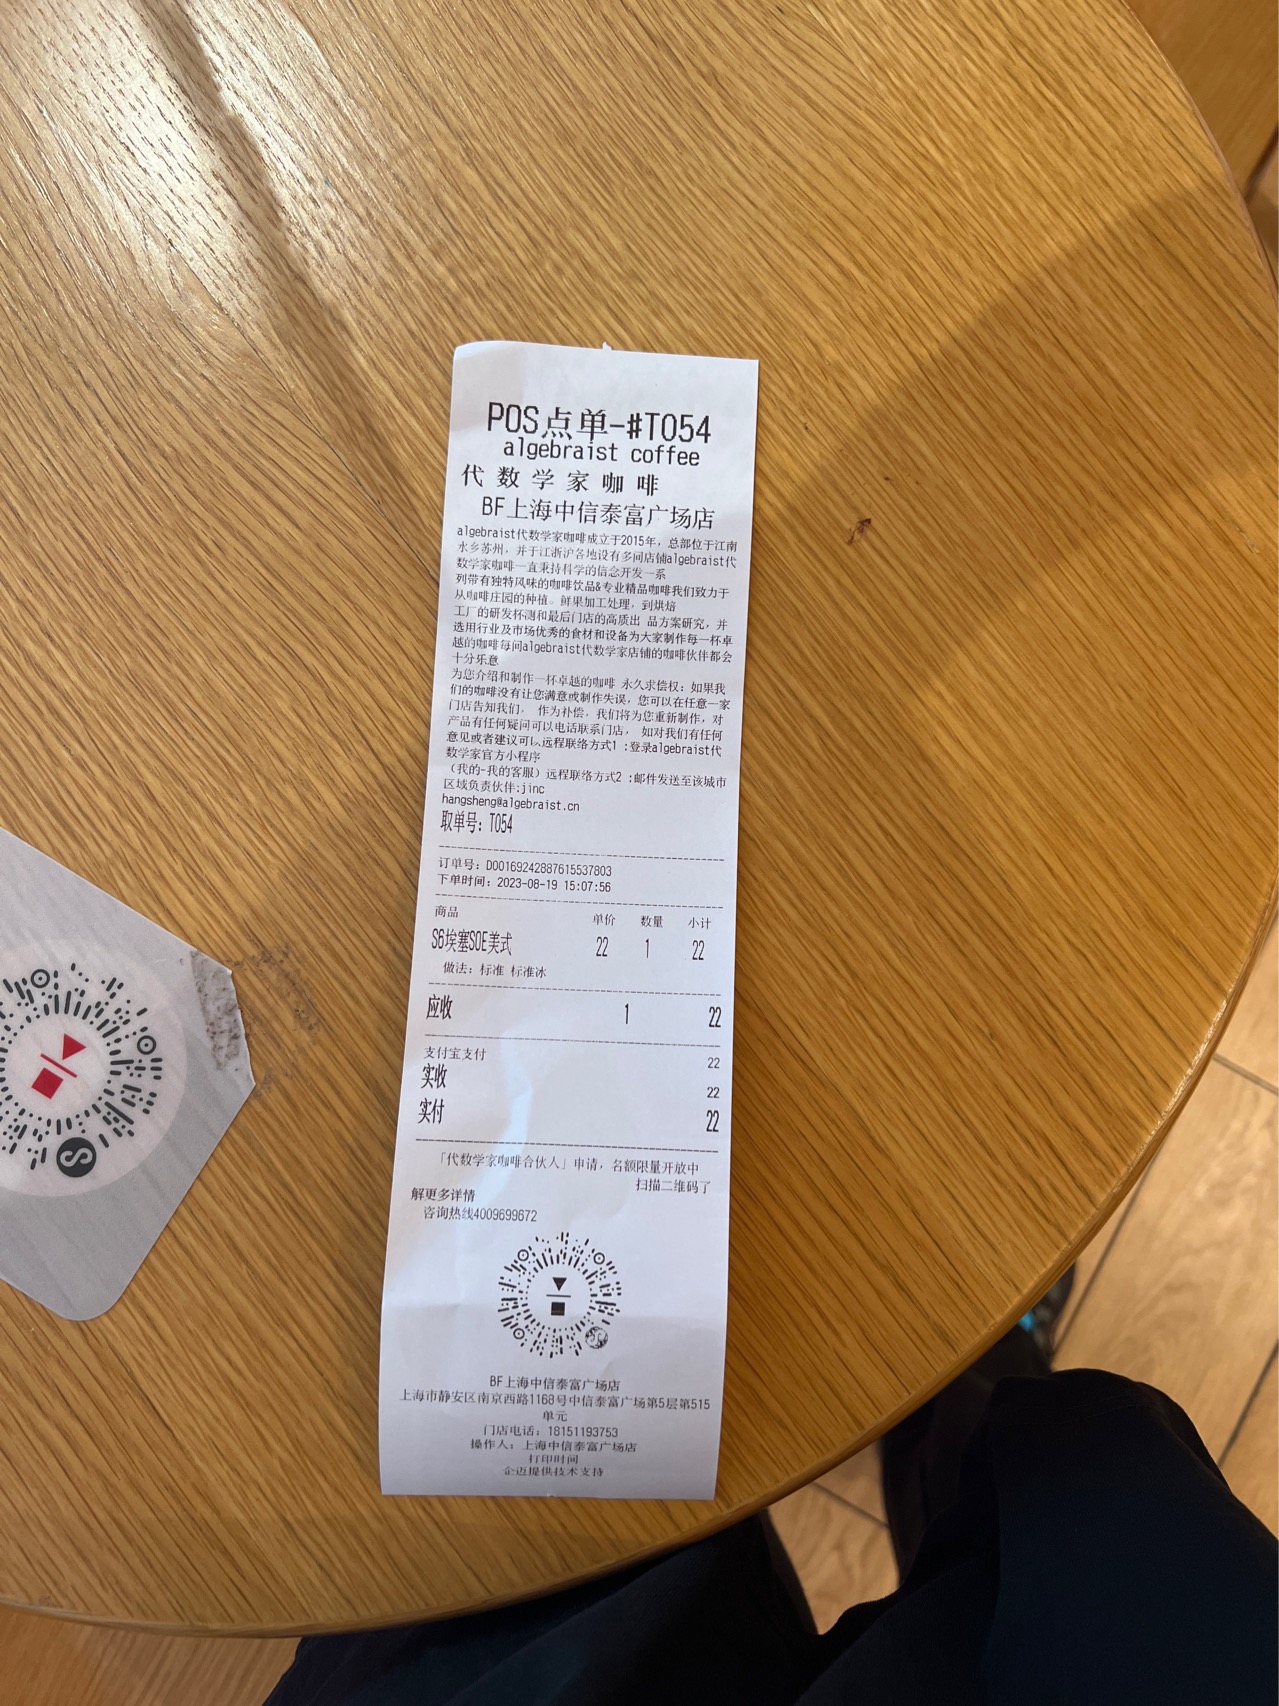 POS点单-#T054
algebraist coffee
代数学家咖啡
BF上海中信泰富广场店
algebraist代数学家咖啡成立于2015年，总部位于江南
水乡苏州，并于江浙沪各地设有多间店铺algebraist代
数学家咖啡一直秉持科学的信念开发一系
列带有独特风味的咖啡饮品&专业精品咖啡我们致力于
从咖啡庄园的种植。鲜果加工处理，到烘焙
工厂的研发杯测和最后门店的高质出 品方案研究，并
选用行业及市场优秀的食材和设备为大家制作每一杯卓
越的咖啡每间algebraist代数学家店铺的咖啡伙伴都会
十分乐意
为您介绍和制作一杯卓越的咖啡 永久求偿权：如果我
们的咖啡没有让您满意或制作失误，您可以在任意一家
门店告知我们， 作为补偿，我们将为您重新制作，对
产品有任何疑问可以电话联系门店， 如对我们有任何
意见或者建议可以远程联络方式1 :登录algebraist代
数学家官方小程序
（我的-我的客服）远程联络方式2 :邮件发送至该城市
区域负责伙伴:jinc
hangsheng@algebraist.cn
取单号: T054
订单号: D00169242887615537803
下单时间: 2023-08-19 15:07:56
商品 单价 数量 小计
S6埃塞SOE美式 22 1 22
做法: 标准 标准冰
应收 1 22
支付宝支付 22
实收 22
实付 22
「代数学家咖啡合伙人」申请，名额限量开放中
扫描二维码了
解更多详情
咨询热线4009699672
BF上海中信泰富广场店
上海市静安区南京西路1168号中信泰富广场第5层第515
单元
门店电话: 18151193753
操作人: 上海中信泰富广场店
打印时间
企迈提供技术支持